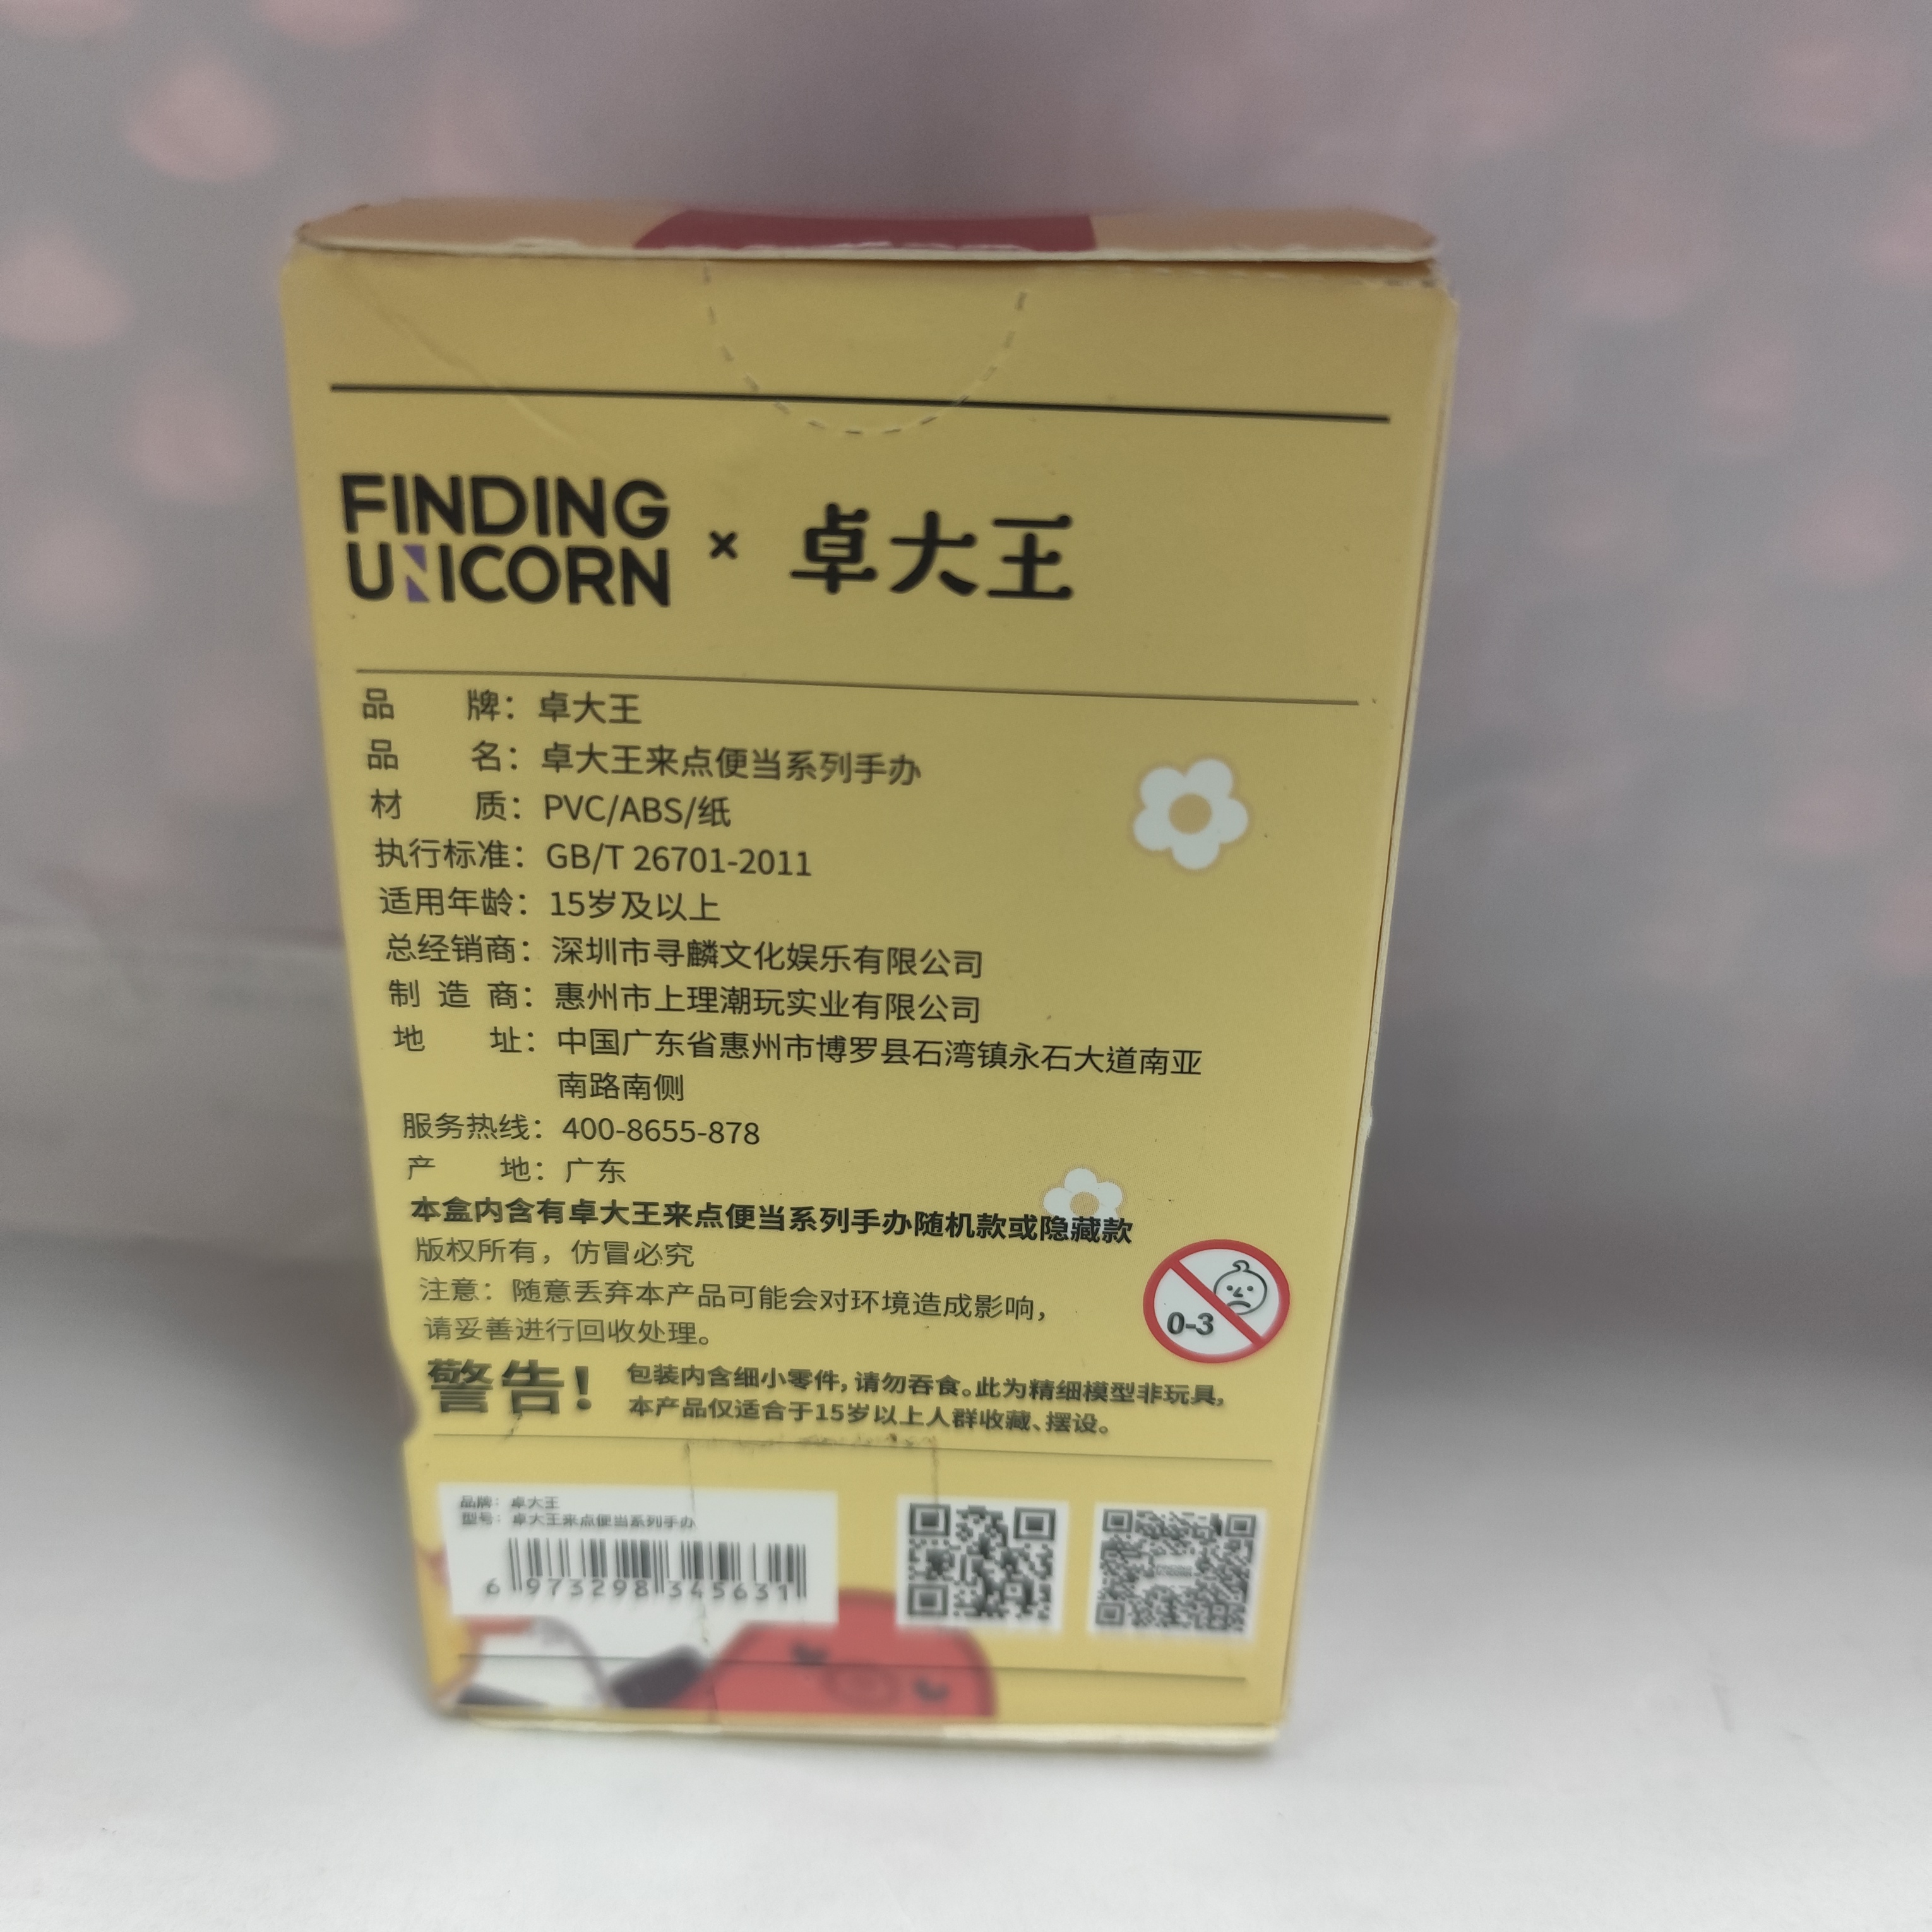 FINDING
UNICORN × 卓大王
品 牌：卓大王
品 名：卓大王来点便当系列手办
材 质：PVC/ABS/纸
执行标准：GB/T 26701-2011
适用年龄：15岁及以上
总经销商：深圳市寻麟文化娱乐有限公司
制 造 商：惠州市上理潮玩实业有限公司
地 址：中国广东省惠州市博罗县石湾镇永石大道南亚
南路南侧
服务热线：400-8655-878
产 地：广东
本盒内含有卓大王来点便当系列手办随机款或隐藏款
版权所有，仿冒必究
注意：随意丢弃本产品可能会对环境造成影响，
请妥善进行回收处理。
0-3
警告！ 包装内含细小零件，请勿吞食。此为精细模型非玩具，
本产品仅适合于15岁以上人群收藏、摆设。
品牌：卓大王
型号：卓大王来点便当系列手办
6 973298 345631